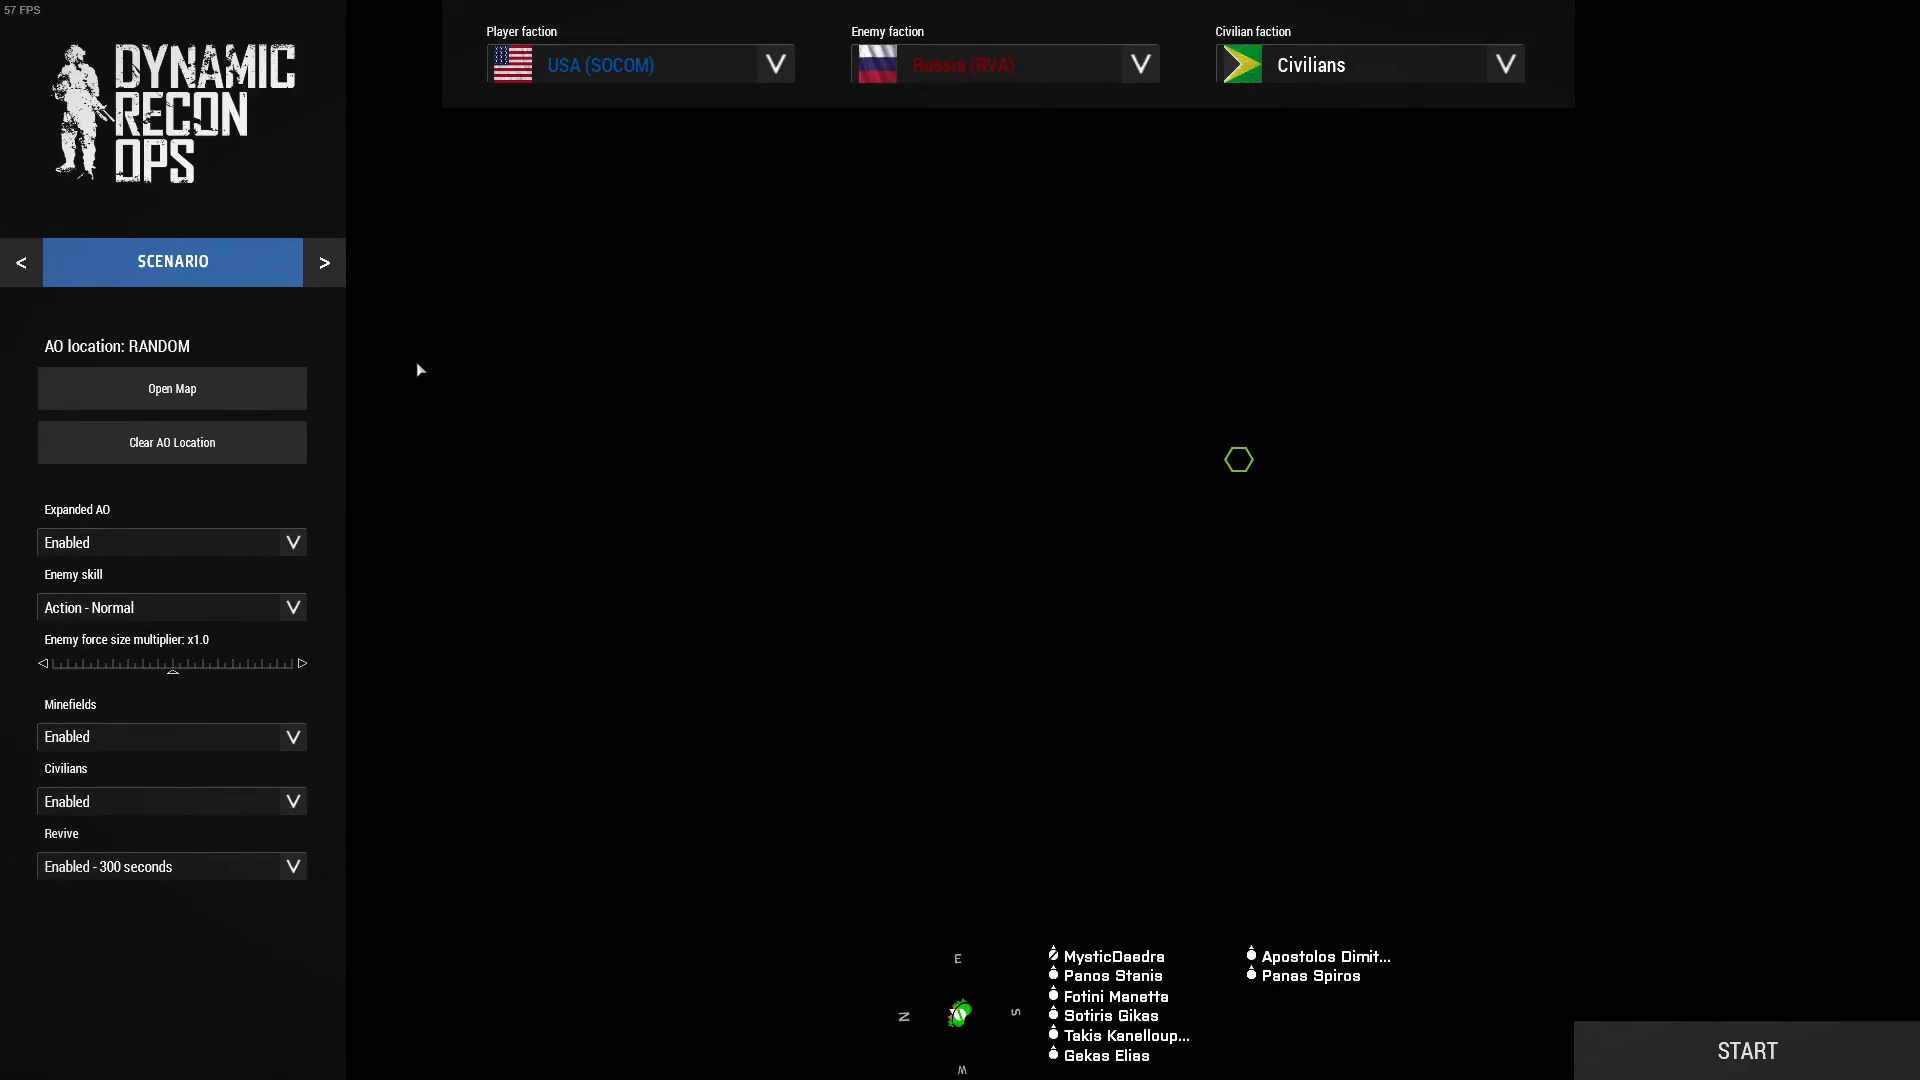 57 FPS
DYNAMIC
RECON
OPS
Player faction
USA (SOCOM)
Enemy faction
Russia (RVA)
Civilian faction
Civilians
< SCENARIO >
AO location: RANDOM
Open Map
Clear AO Location
Expanded AO
Enabled
Enemy skill
Action - Normal
Enemy force size multiplier: x1.0
Minefields
Enabled
Civilians
Enabled
Revive
Enabled - 300 seconds
E
N
S
W
MysticDaedra
Panos Stanis
Fotini Manetta
Sotiris Gikas
Takis Kanelloup...
Gekas Elias
Apostolos Dimit...
Panas Spiros
START